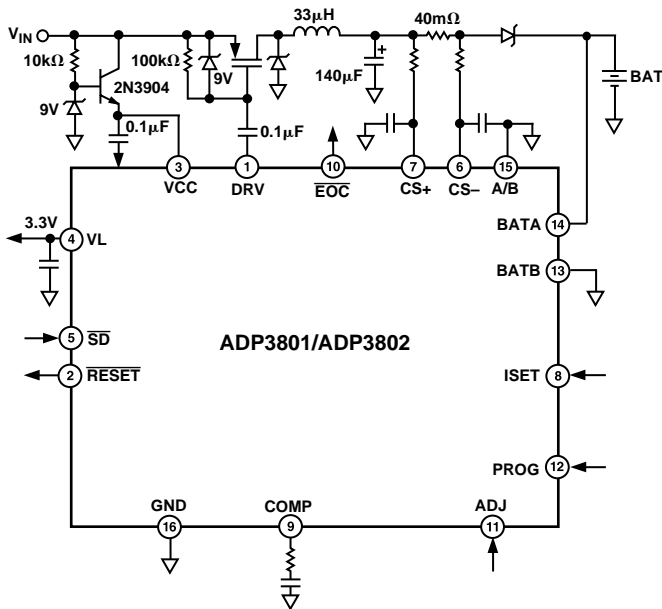 33μH
40mΩ
VIN
10kΩ
100kΩ
9V
140μF
+
BAT
2N3904
9V
0.1μF
0.1μF
3
1
10
7
6
15
VCC
DRV
EOC
CS+
CS–
A/B
3.3V
4
VL
BATA
14
BATB
13
5
SD
ADP3801/ADP3802
2
RESET
ISET
8
PROG
12
GND
COMP
ADJ
16
9
11